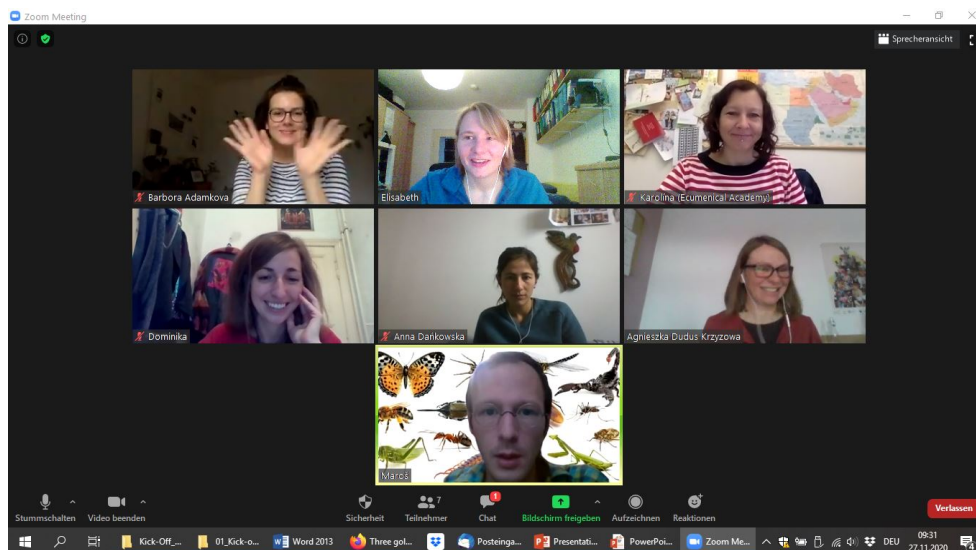 Zoom Meeting
Sprecheransicht
Barbora Adamkova
Elisabeth
Karolina (Ecumenical Academy)
Dominika
Anna Dańkowska
Agnieszka Dudus Krzyzowa
Maroš
7
1
Stummschalten
Video beenden
Sicherheit
Teilnehmer
Chat
Bildschirm freigeben
Aufzeichnen
Reaktionen
Verlassen
Kick-Off_...
01_Kick-o...
Word 2013
Three gol...
Posteinga...
Presentati...
PowerPoi...
Zoom Me...
DEU
09:31
27.11.2020